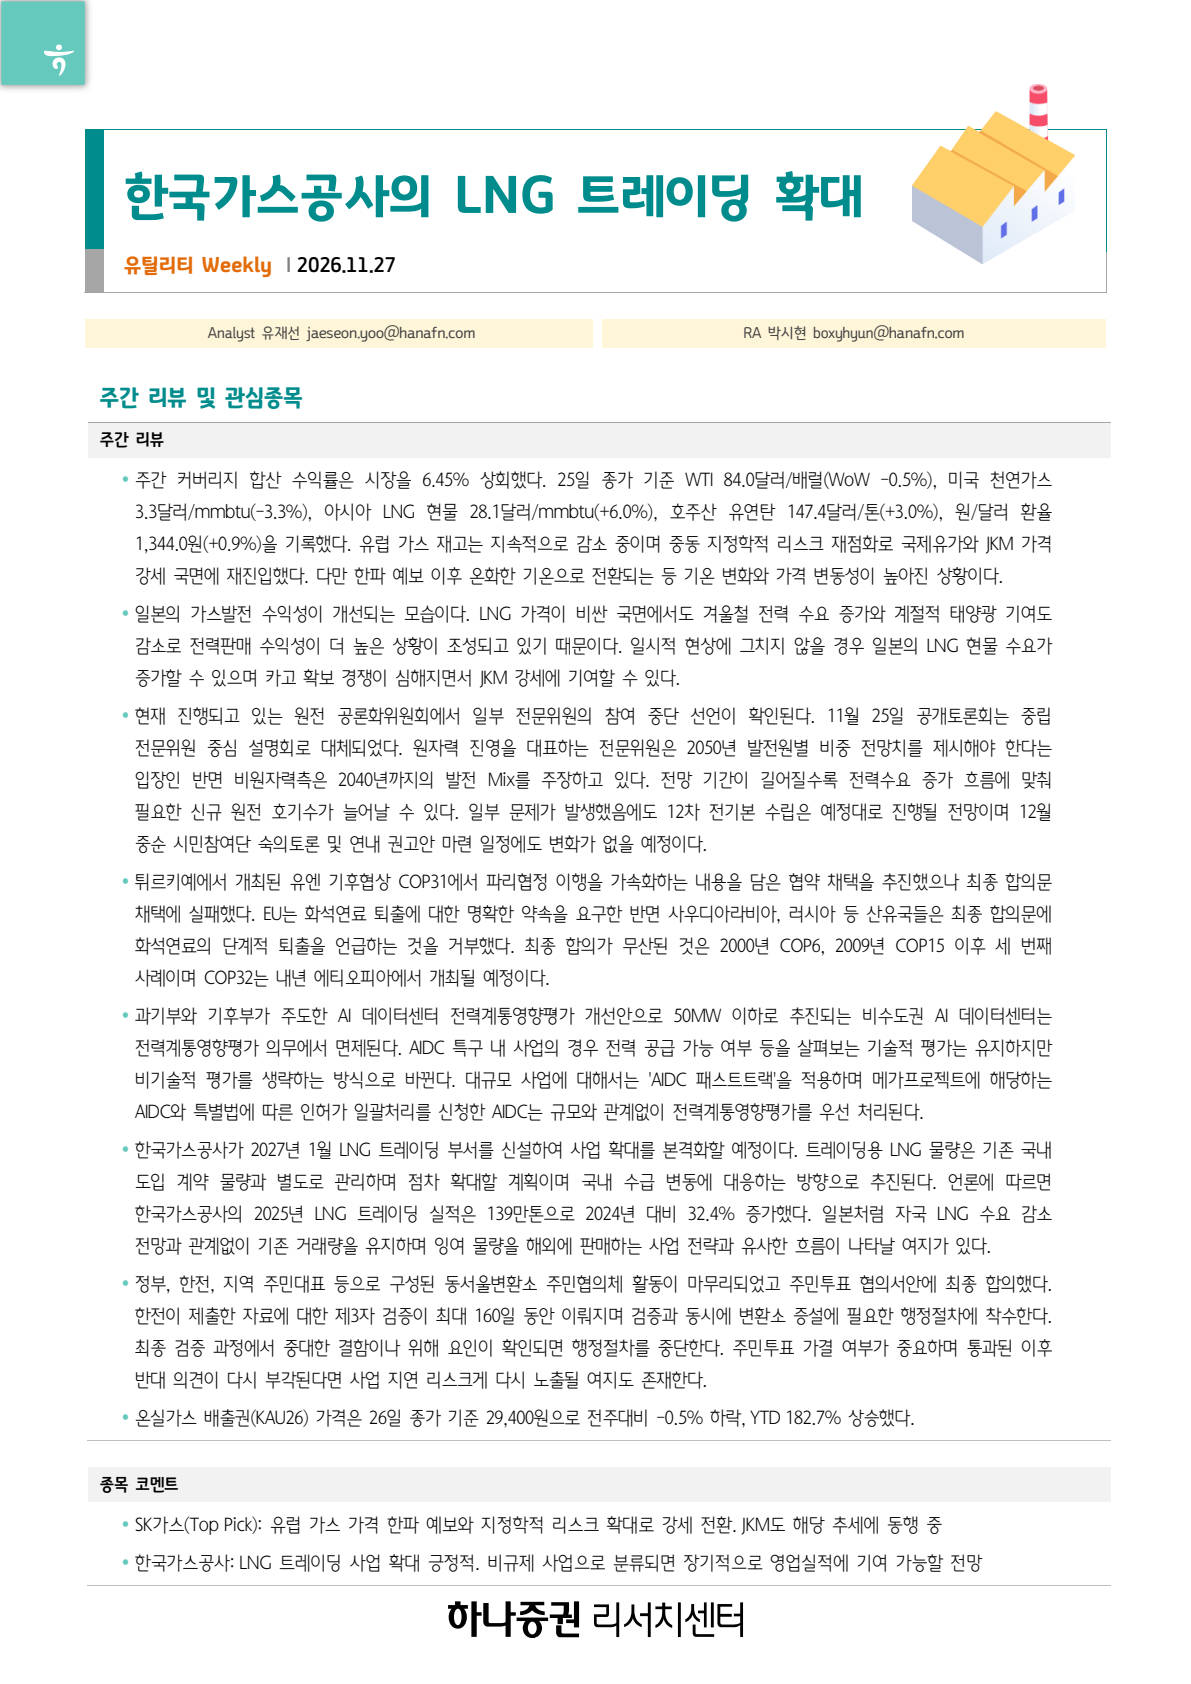 한국가스공사의 LNG 트레이딩 확대
유틸리티 Weekly | 2026.11.27
Analyst 유재선 jaeseon.yoo@hanafn.com
RA 박시현 boxyhyun@hanafn.com
주간 리뷰 및 관심종목
주간 리뷰
• 주간 커버리지 합산 수익률은 시장을 6.45% 상회했다. 25일 종가 기준 WTI 84.0달러/배럴(WoW -0.5%), 미국 천연가스
3.3달러/mmbtu(-3.3%), 아시아 LNG 현물 28.1달러/mmbtu(+6.0%), 호주산 유연탄 147.4달러/톤(+3.0%), 원/달러 환율
1,344.0원(+0.9%)을 기록했다. 유럽 가스 재고는 지속적으로 감소 중이며 중동 지정학적 리스크 재점화로 국제유가와 JKM 가격
강세 국면에 재진입했다. 다만 한파 예보 이후 온화한 기온으로 전환되는 등 기온 변화와 가격 변동성이 높아진 상황이다.
• 일본의 가스발전 수익성이 개선되는 모습이다. LNG 가격이 비싼 국면에서도 겨울철 전력 수요 증가와 계절적 태양광 기여도
감소로 전력판매 수익성이 더 높은 상황이 조성되고 있기 때문이다. 일시적 현상에 그치지 않을 경우 일본의 LNG 현물 수요가
증가할 수 있으며 카고 확보 경쟁이 심해지면서 JKM 강세에 기여할 수 있다.
• 현재 진행되고 있는 원전 공론화위원회에서 일부 전문위원의 참여 중단 선언이 확인된다. 11월 25일 공개토론회는 중립
전문위원 중심 설명회로 대체되었다. 원자력 진영을 대표하는 전문위원은 2050년 발전원별 비중 전망치를 제시해야 한다는
입장인 반면 비원자력측은 2040년까지의 발전 Mix를 주장하고 있다. 전망 기간이 길어질수록 전력수요 증가 흐름에 맞춰
필요한 신규 원전 호기수가 늘어날 수 있다. 일부 문제가 발생했음에도 12차 전기본 수립은 예정대로 진행될 전망이며 12월
중순 시민참여단 숙의토론 및 연내 권고안 마련 일정에도 변화가 없을 예정이다.
• 튀르키예에서 개최된 유엔 기후협상 COP31에서 파리협정 이행을 가속화하는 내용을 담은 협약 채택을 추진했으나 최종 합의문
채택에 실패했다. EU는 화석연료 퇴출에 대한 명확한 약속을 요구한 반면 사우디아라비아, 러시아 등 산유국들은 최종 합의문에
화석연료의 단계적 퇴출을 언급하는 것을 거부했다. 최종 합의가 무산된 것은 2000년 COP6, 2009년 COP15 이후 세 번째
사례이며 COP32는 내년 에티오피아에서 개최될 예정이다.
• 과기부와 기후부가 주도한 AI 데이터센터 전력계통영향평가 개선안으로 50MW 이하로 추진되는 비수도권 AI 데이터센터는
전력계통영향평가 의무에서 면제된다. AIDC 특구 내 사업의 경우 전력 공급 가능 여부 등을 살펴보는 기술적 평가는 유지하지만
비기술적 평가를 생략하는 방식으로 바뀐다. 대규모 사업에 대해서는 'AIDC 패스트트랙'을 적용하며 메가프로젝트에 해당하는
AIDC와 특별법에 따른 인허가 일괄처리를 신청한 AIDC는 규모와 관계없이 전력계통영향평가를 우선 처리된다.
• 한국가스공사가 2027년 1월 LNG 트레이딩 부서를 신설하여 사업 확대를 본격화할 예정이다. 트레이딩용 LNG 물량은 기존 국내
도입 계약 물량과 별도로 관리하며 점차 확대할 계획이며 국내 수급 변동에 대응하는 방향으로 추진된다. 언론에 따르면
한국가스공사의 2025년 LNG 트레이딩 실적은 139만톤으로 2024년 대비 32.4% 증가했다. 일본처럼 자국 LNG 수요 감소
전망과 관계없이 기존 거래량을 유지하며 잉여 물량을 해외에 판매하는 사업 전략과 유사한 흐름이 나타날 여지가 있다.
• 정부, 한전, 지역 주민대표 등으로 구성된 동서울변환소 주민협의체 활동이 마무리되었고 주민투표 협의서안에 최종 합의했다.
한전이 제출한 자료에 대한 제3자 검증이 최대 160일 동안 이뤄지며 검증과 동시에 변환소 증설에 필요한 행정절차에 착수한다.
최종 검증 과정에서 중대한 결함이나 위해 요인이 확인되면 행정절차를 중단한다. 주민투표 가결 여부가 중요하며 통과된 이후
반대 의견이 다시 부각된다면 사업 지연 리스크게 다시 노출될 여지도 존재한다.
• 온실가스 배출권(KAU26) 가격은 26일 종가 기준 29,400원으로 전주대비 -0.5% 하락, YTD 182.7% 상승했다.
종목 코멘트
• SK가스(Top Pick): 유럽 가스 가격 한파 예보와 지정학적 리스크 확대로 강세 전환. JKM도 해당 추세에 동행 중
• 한국가스공사: LNG 트레이딩 사업 확대 긍정적. 비규제 사업으로 분류되면 장기적으로 영업실적에 기여 가능할 전망
하나증권 리서치센터